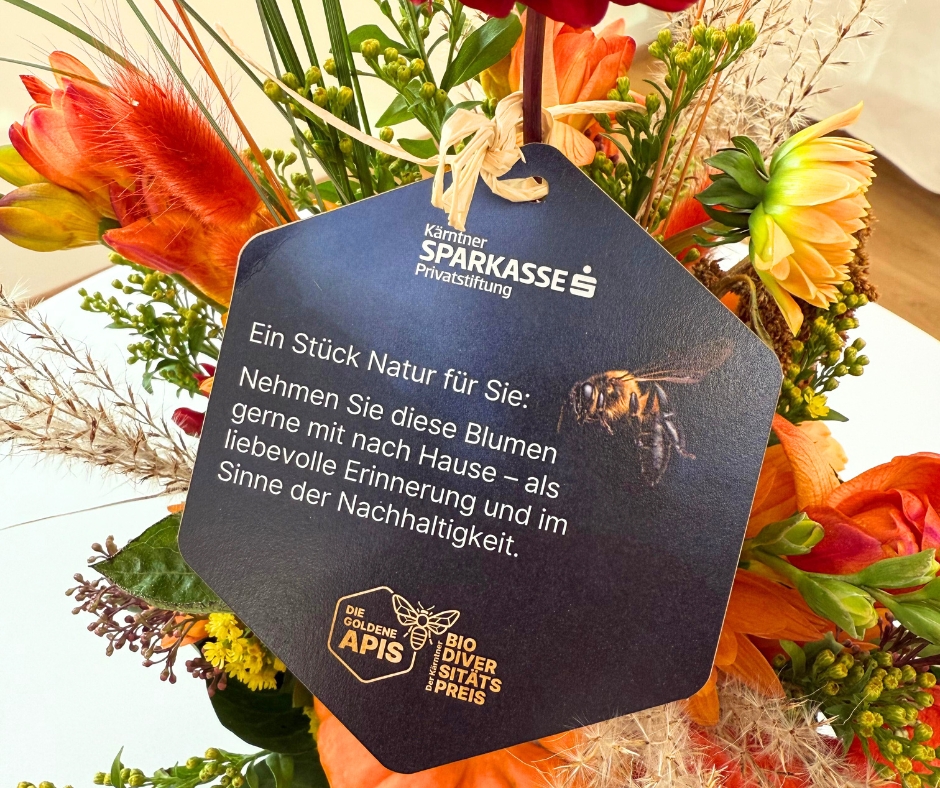 Kärntner
SPARKASSE
Privatstiftung
Ein Stück Natur für Sie:
Nehmen Sie diese Blumen
gerne mit nach Hause – als
liebevolle Erinnerung und im
Sinne der Nachhaltigkeit.
DIE
GOLDENE
APIS
Der Kärntner
BIO
DIVER
SITÄTS
PREIS